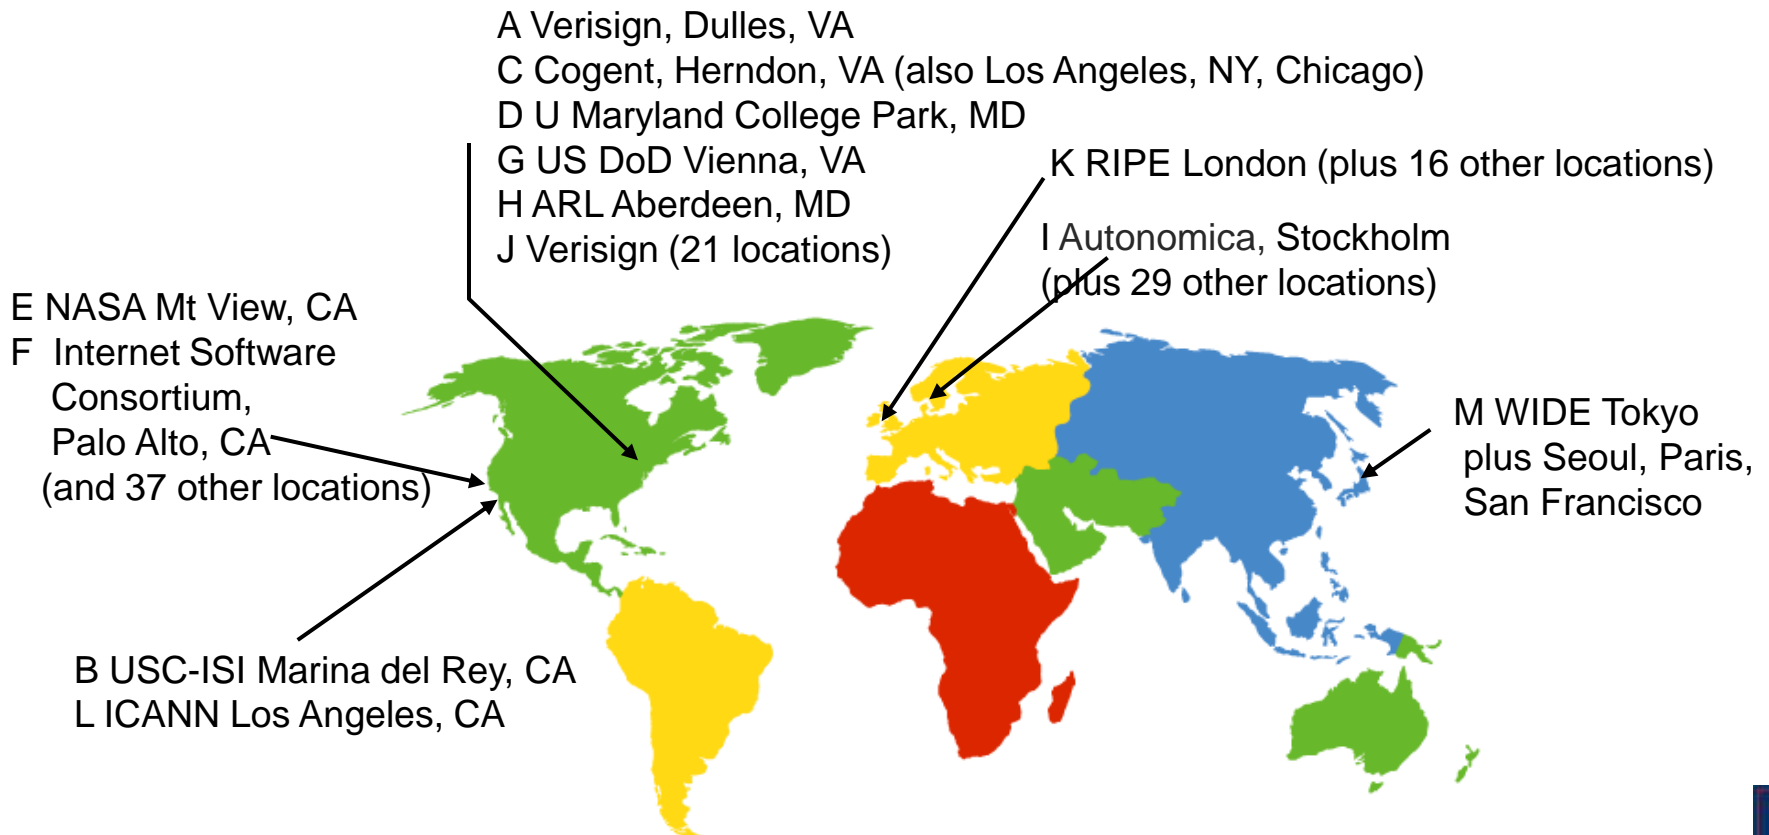 A Verisign, Dulles, VA
C Cogent, Herndon, VA (also Los Angeles, NY, Chicago)
D U Maryland College Park, MD
G US DoD Vienna, VA
H ARL Aberdeen, MD
J Verisign (21 locations)
K RIPE London (plus 16 other locations)
I Autonomica, Stockholm
(plus 29 other locations)
E NASA Mt View, CA
F Internet Software
Consortium,
Palo Alto, CA
(and 37 other locations)
M WIDE Tokyo
plus Seoul, Paris,
San Francisco
B USC-ISI Marina del Rey, CA
L ICANN Los Angeles, CA